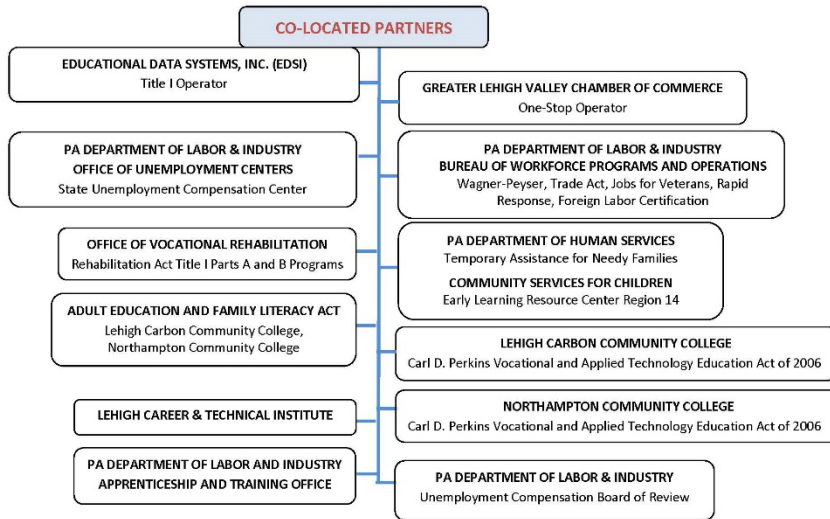 CO-LOCATED PARTNERS
EDUCATIONAL DATA SYSTEMS, INC. (EDSI)
Title I Operator
GREATER LEHIGH VALLEY CHAMBER OF COMMERCE
One-Stop Operator
PA DEPARTMENT OF LABOR & INDUSTRY
OFFICE OF UNEMPLOYMENT CENTERS
State Unemployment Compensation Center
PA DEPARTMENT OF LABOR & INDUSTRY
BUREAU OF WORKFORCE PROGRAMS AND OPERATIONS
Wagner-Peyser, Trade Act, Jobs for Veterans, Rapid
Response, Foreign Labor Certification
OFFICE OF VOCATIONAL REHABILITATION
Rehabilitation Act Title I Parts A and B Programs
PA DEPARTMENT OF HUMAN SERVICES
Temporary Assistance for Needy Families
COMMUNITY SERVICES FOR CHILDREN
Early Learning Resource Center Region 14
ADULT EDUCATION AND FAMILY LITERACY ACT
Lehigh Carbon Community College,
Northampton Community College
LEHIGH CARBON COMMUNITY COLLEGE
Carl D. Perkins Vocational and Applied Technology Education Act of 2006
LEHIGH CAREER & TECHNICAL INSTITUTE
NORTHAMPTON COMMUNITY COLLEGE
Carl D. Perkins Vocational and Applied Technology Education Act of 2006
PA DEPARTMENT OF LABOR AND INDUSTRY
APPRENTICESHIP AND TRAINING OFFICE
PA DEPARTMENT OF LABOR & INDUSTRY
Unemployment Compensation Board of Review